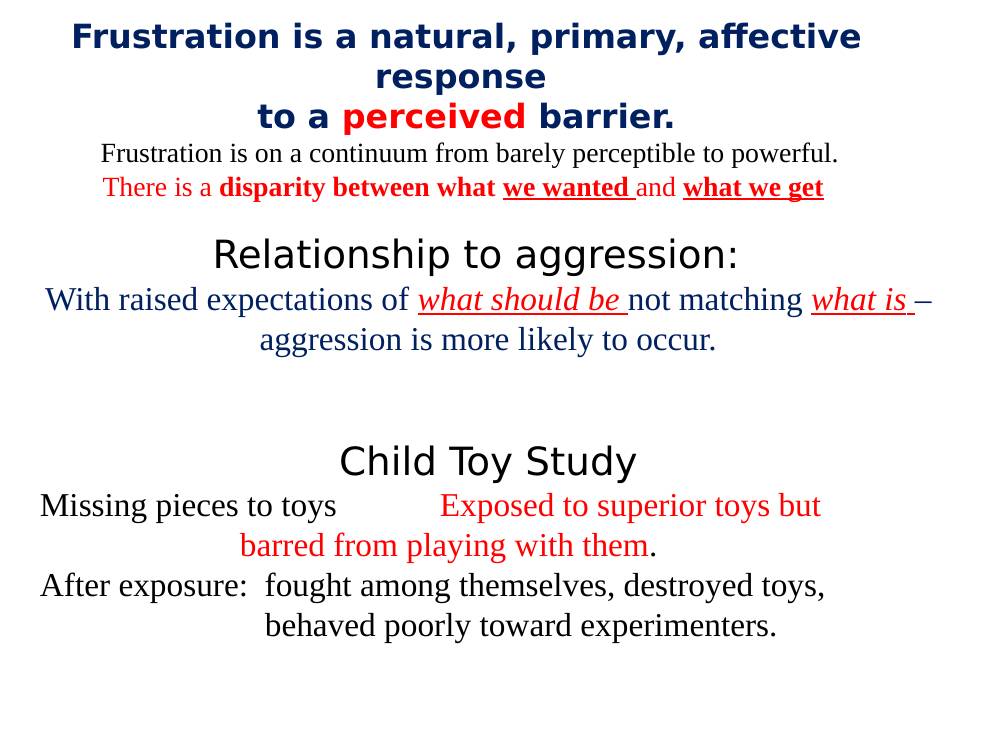 Frustration is a natural, primary, affective
response
to a perceived barrier.
Frustration is on a continuum from barely perceptible to powerful.
There is a disparity between what we wanted and what we get
Relationship to aggression:
With raised expectations of what should be not matching what is –
aggression is more likely to occur.
Child Toy Study
Missing pieces to toys Exposed to superior toys but
barred from playing with them.
After exposure: fought among themselves, destroyed toys,
behaved poorly toward experimenters.